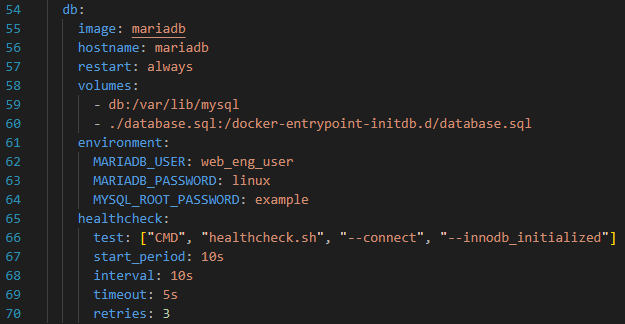 54 db:
55 image: mariadb
56 hostname: mariadb
57 restart: always
58 volumes:
59 - db:/var/lib/mysql
60 - ./database.sql:/docker-entrypoint-initdb.d/database.sql
61 environment:
62 MARIADB_USER: web_eng_user
63 MARIADB_PASSWORD: linux
64 MYSQL_ROOT_PASSWORD: example
65 healthcheck:
66 test: ["CMD", "healthcheck.sh", "--connect", "--innodb_initialized"]
67 start_period: 10s
68 interval: 10s
69 timeout: 5s
70 retries: 3